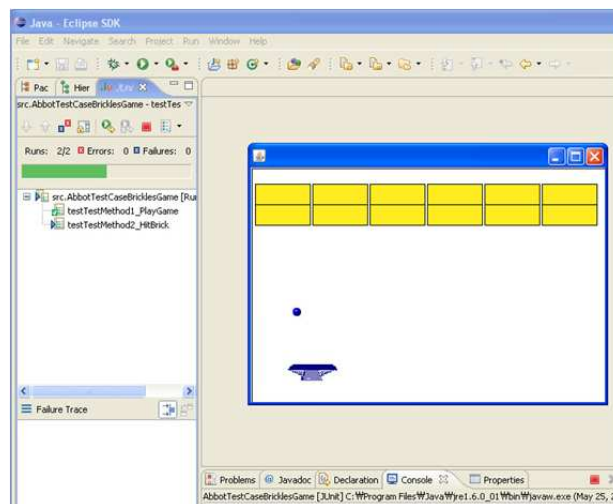 Java - Eclipse SDK
File Edit Navigate Search Project Run Window Help
Pac Hier
src.AbbotTestCaseBricklesGame - testTes
Runs: 2/2 Errors: 0 Failures: 0
src.AbbotTestCaseBricklesGame [Ru
testTestMethod1_PlayGame
testTestMethod2_HitBrick
Failure Trace
Problems @ Javadoc Declaration Console Properties
AbbotTestCaseBricklesGame [JUnit] C:₩Program Files₩Java₩jre1.6.0_01₩bin₩javaw.exe (May 25, 2